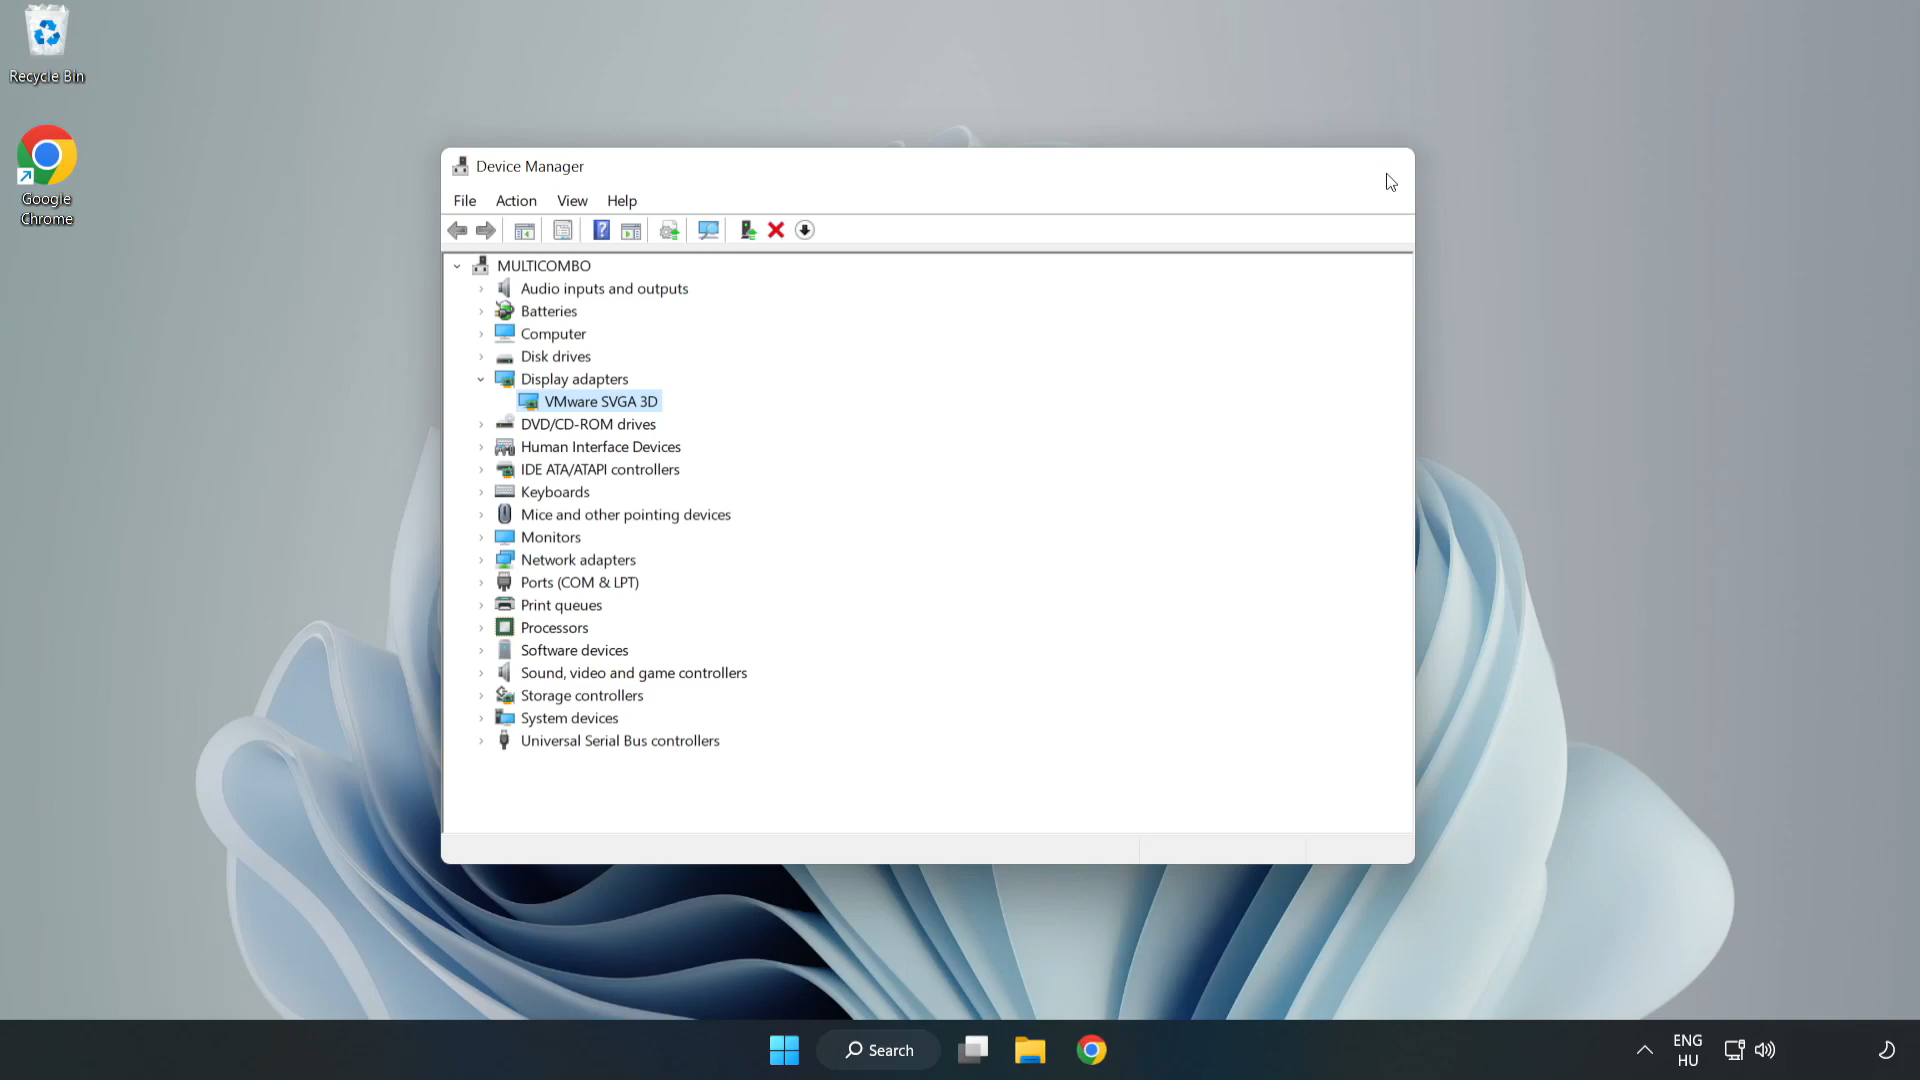 Recycle Bin
Google
Chrome
Device Manager
File Action View Help
MULTICOMBO
Audio inputs and outputs
Batteries
Computer
Disk drives
Display adapters
VMware SVGA 3D
DVD/CD-ROM drives
Human Interface Devices
IDE ATA/ATAPI controllers
Keyboards
Mice and other pointing devices
Monitors
Network adapters
Ports (COM & LPT)
Print queues
Processors
Software devices
Sound, video and game controllers
Storage controllers
System devices
Universal Serial Bus controllers
Search
ENG
HU